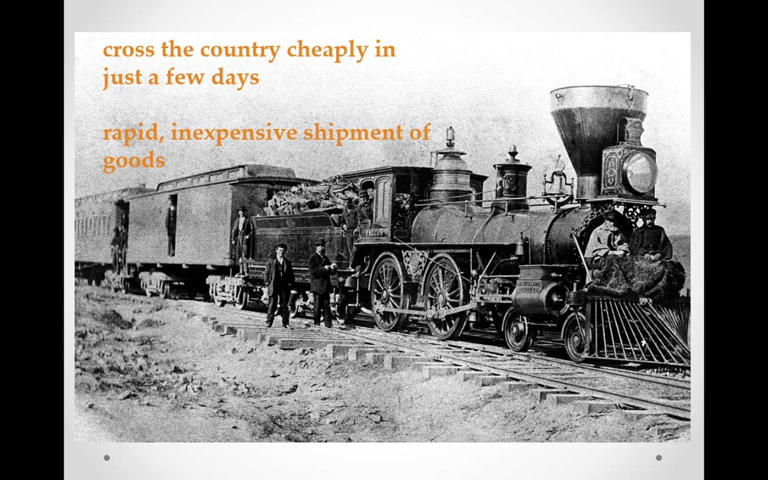 cross the country cheaply in
just a few days
rapid, inexpensive shipment of
goods